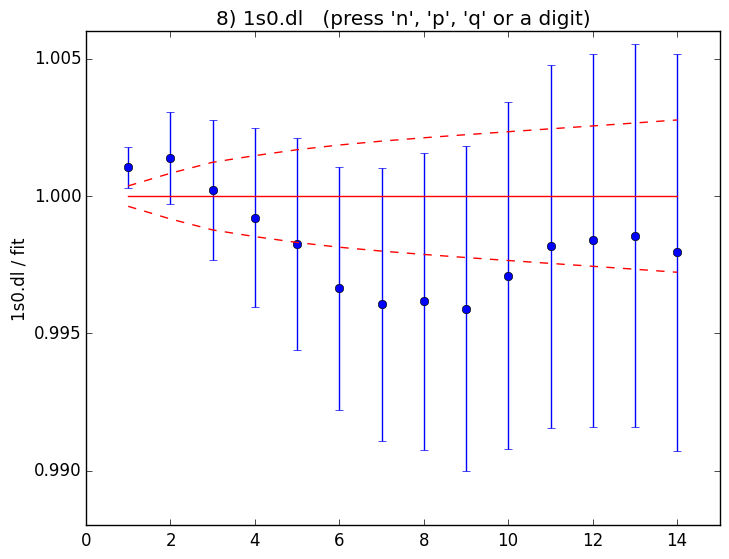 8) 1s0.dl   (press 'n', 'p', 'q' or a digit)
1.005
1.000
0.995
0.990
1s0.dl / fit
0 2 4 6 8 10 12 14